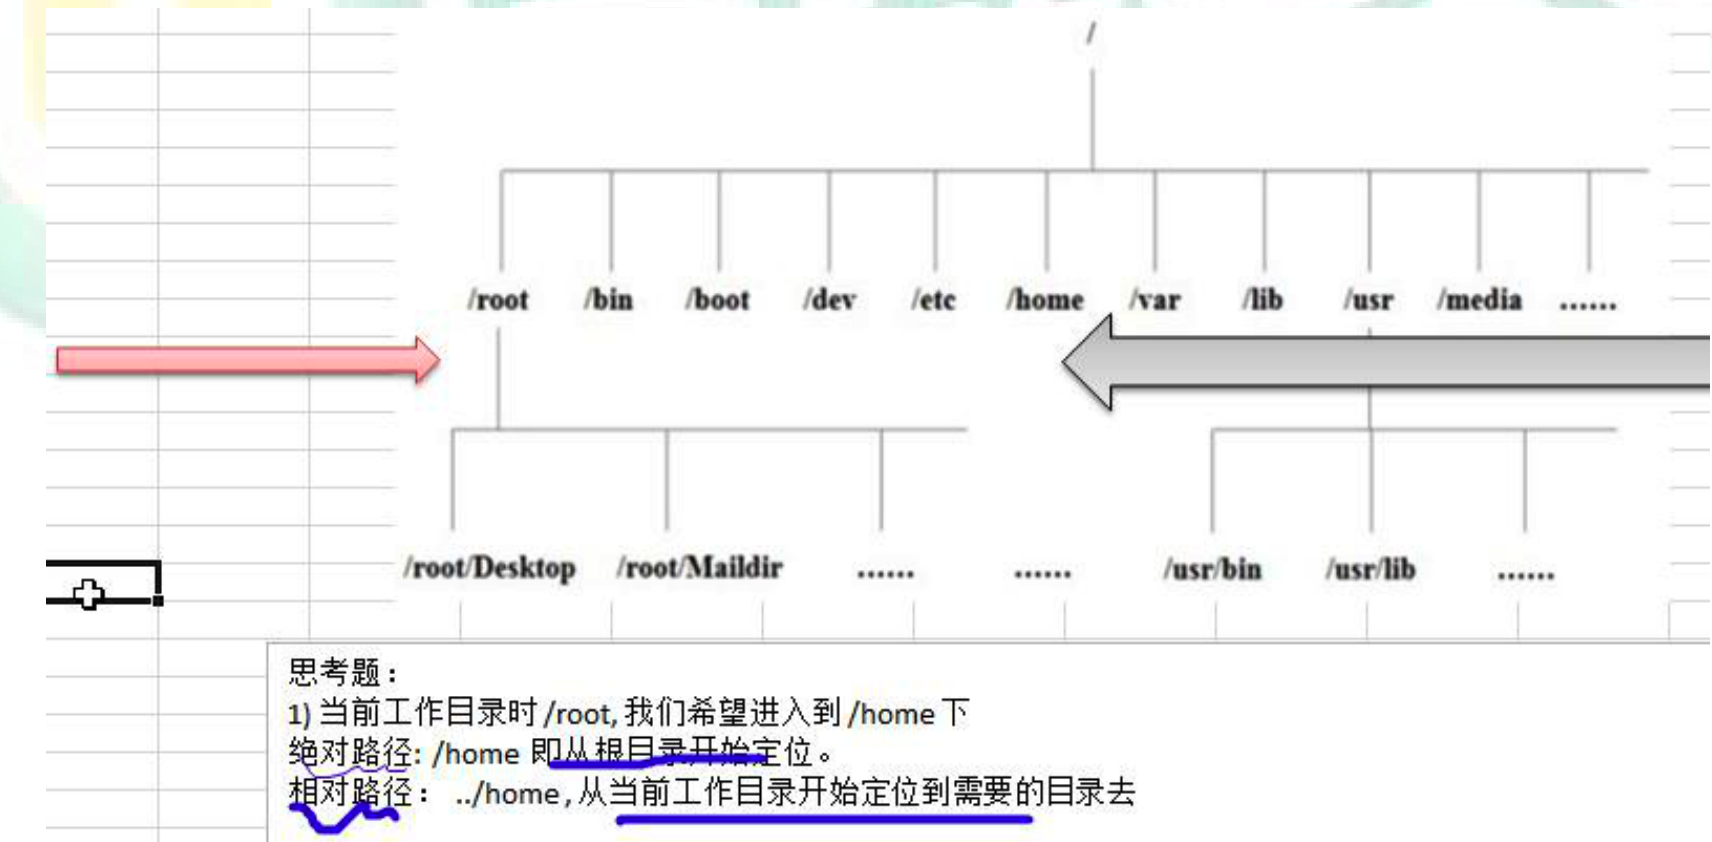 /
/root /bin /boot /dev /etc /home /var /lib /usr /media ......
/root/Desktop /root/Maildir ...... ...... /usr/bin /usr/lib ......
思考题：
1) 当前工作目录时 /root, 我们希望进入到 /home 下
绝对路径: /home 即从根目录开始定位。
相对路径： ../home , 从当前工作目录开始定位到需要的目录去